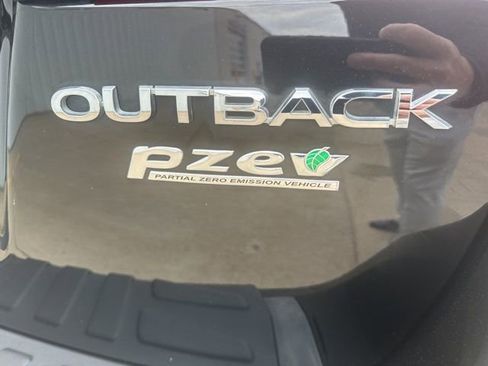 OUTBACK
pzev
PARTIAL ZERO EMISSION VEHICLE